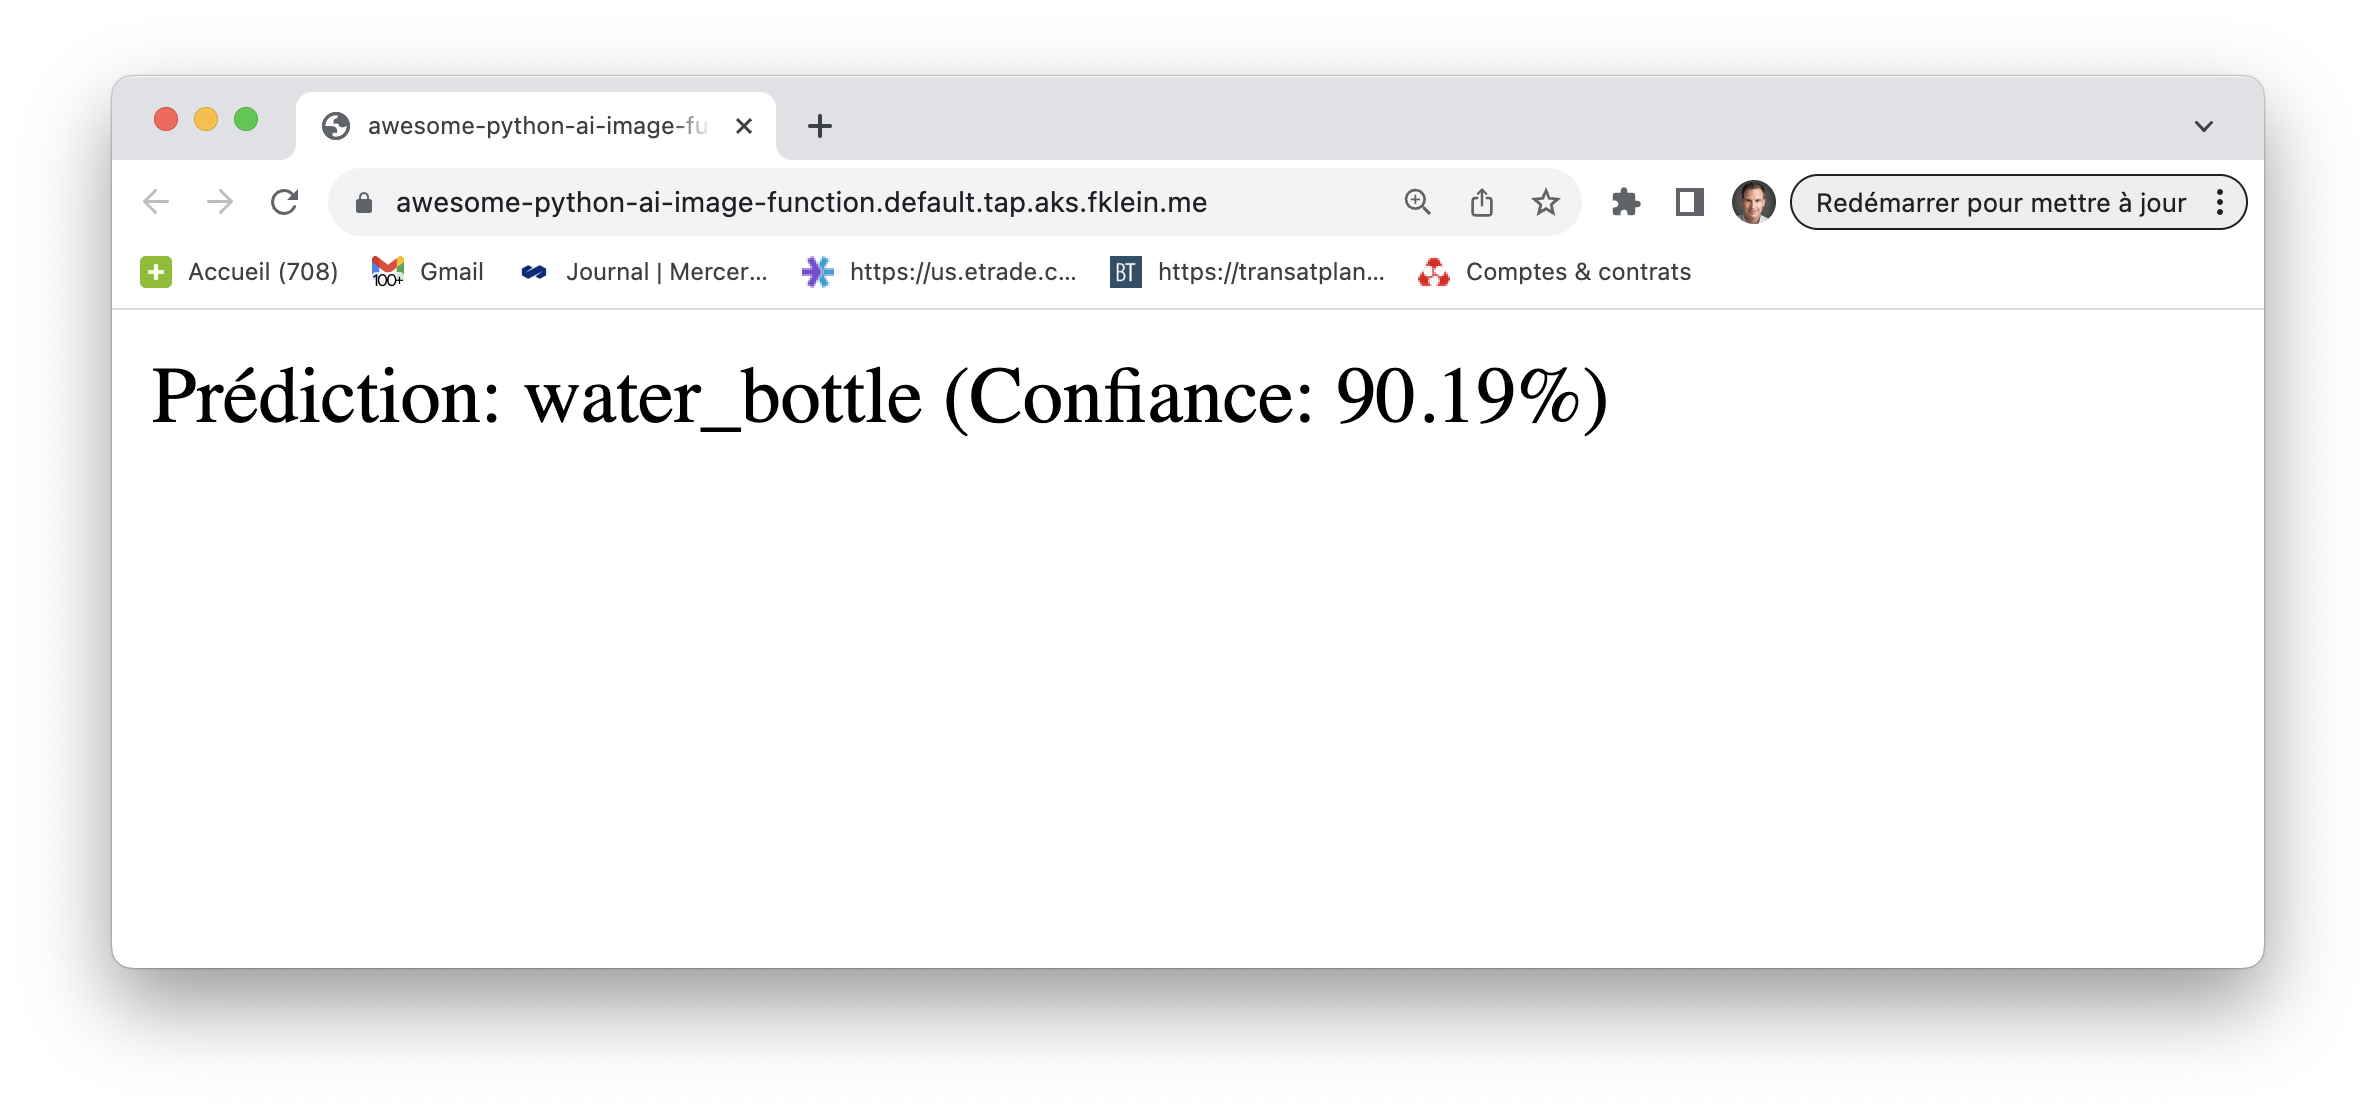 awesome-python-ai-image-fu
awesome-python-ai-image-function.default.tap.aks.fklein.me
Redémarrer pour mettre à jour
Accueil (708)
100+
Gmail
Journal | Mercer...
https://us.etrade.c...
BT
https://transatplan...
Comptes & contrats
Prédiction: water_bottle (Confiance: 90.19%)